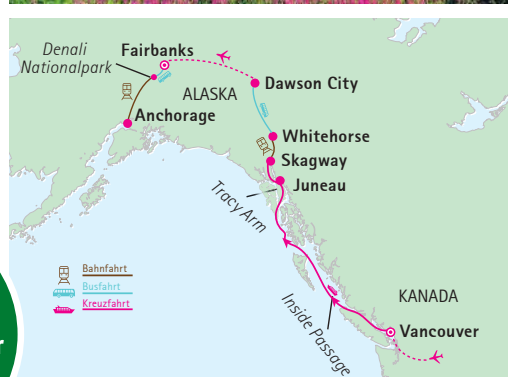 Denali
Nationalpark
Fairbanks
ALASKA
Dawson City
Anchorage
Whitehorse
Skagway
Juneau
Tracy Arm
Bahnfahrt
Busfahrt
Kreuzfahrt
Inside Passage
KANADA
Vancouver
r